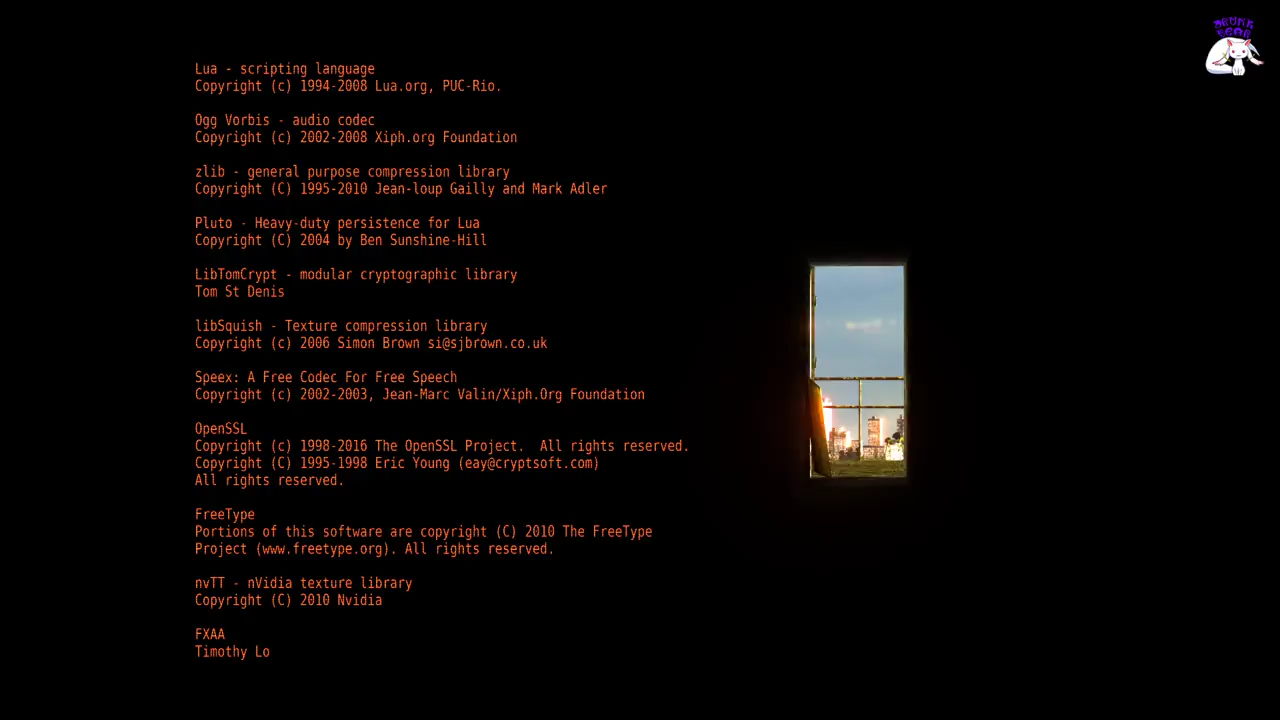 DRUNK
BEAR
Lua - scripting language
Copyright (c) 1994-2008 Lua.org, PUC-Rio.
Ogg Vorbis - audio codec
Copyright (c) 2002-2008 Xiph.org Foundation
zlib - general purpose compression library
Copyright (C) 1995-2010 Jean-loup Gailly and Mark Adler
Pluto - Heavy-duty persistence for Lua
Copyright (C) 2004 by Ben Sunshine-Hill
LibTomCrypt - modular cryptographic library
Tom St Denis
libSquish - Texture compression library
Copyright (c) 2006 Simon Brown si@sjbrown.co.uk
Speex: A Free Codec For Free Speech
Copyright (c) 2002-2003, Jean-Marc Valin/Xiph.Org Foundation
OpenSSL
Copyright (c) 1998-2016 The OpenSSL Project.  All rights reserved.
Copyright (c) 1995-1998 Eric Young (eay@cryptsoft.com)
All rights reserved.
FreeType
Portions of this software are copyright (C) 2010 The FreeType
Project (www.freetype.org). All rights reserved.
nvTT - nVidia texture library
Copyright (C) 2010 Nvidia
FXAA
Timothy Lo